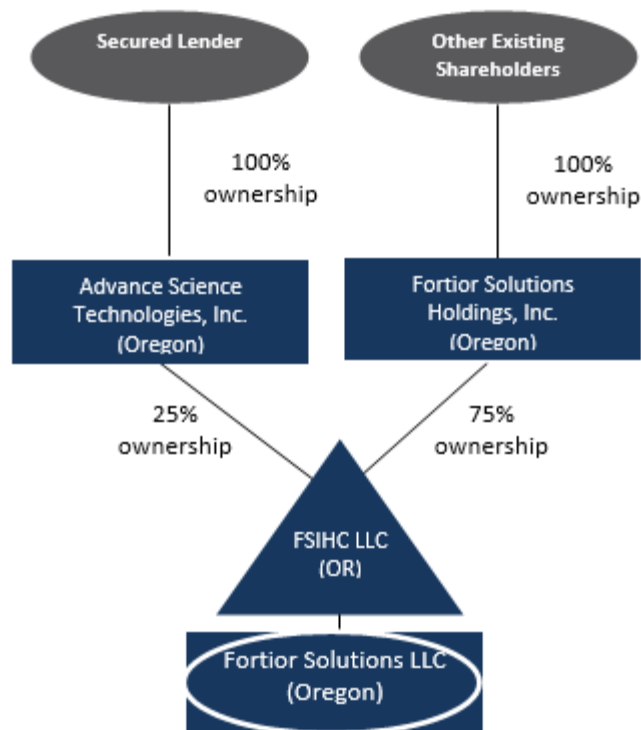 Secured Lender
Other Existing
Shareholders
100%
ownership
100%
ownership
Advance Science
Technologies, Inc.
(Oregon)
Fortior Solutions
Holdings, Inc.
(Oregon)
25%
ownership
75%
ownership
FSIHC LLC
(OR)
Fortior Solutions LLC
(Oregon)